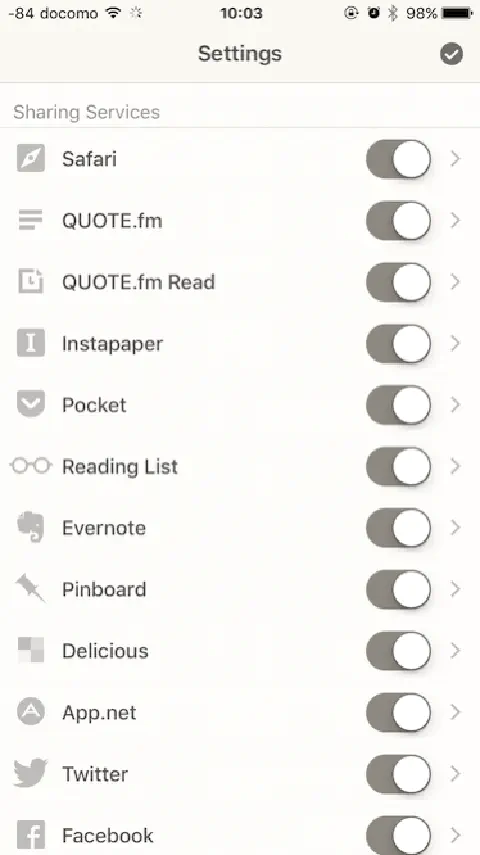 -84 docomo 10:03 98%
Settings
Sharing Services
Safari
QUOTE.fm
QUOTE.fm Read
Instapaper
Pocket
Reading List
Evernote
Pinboard
Delicious
App.net
Twitter
Facebook